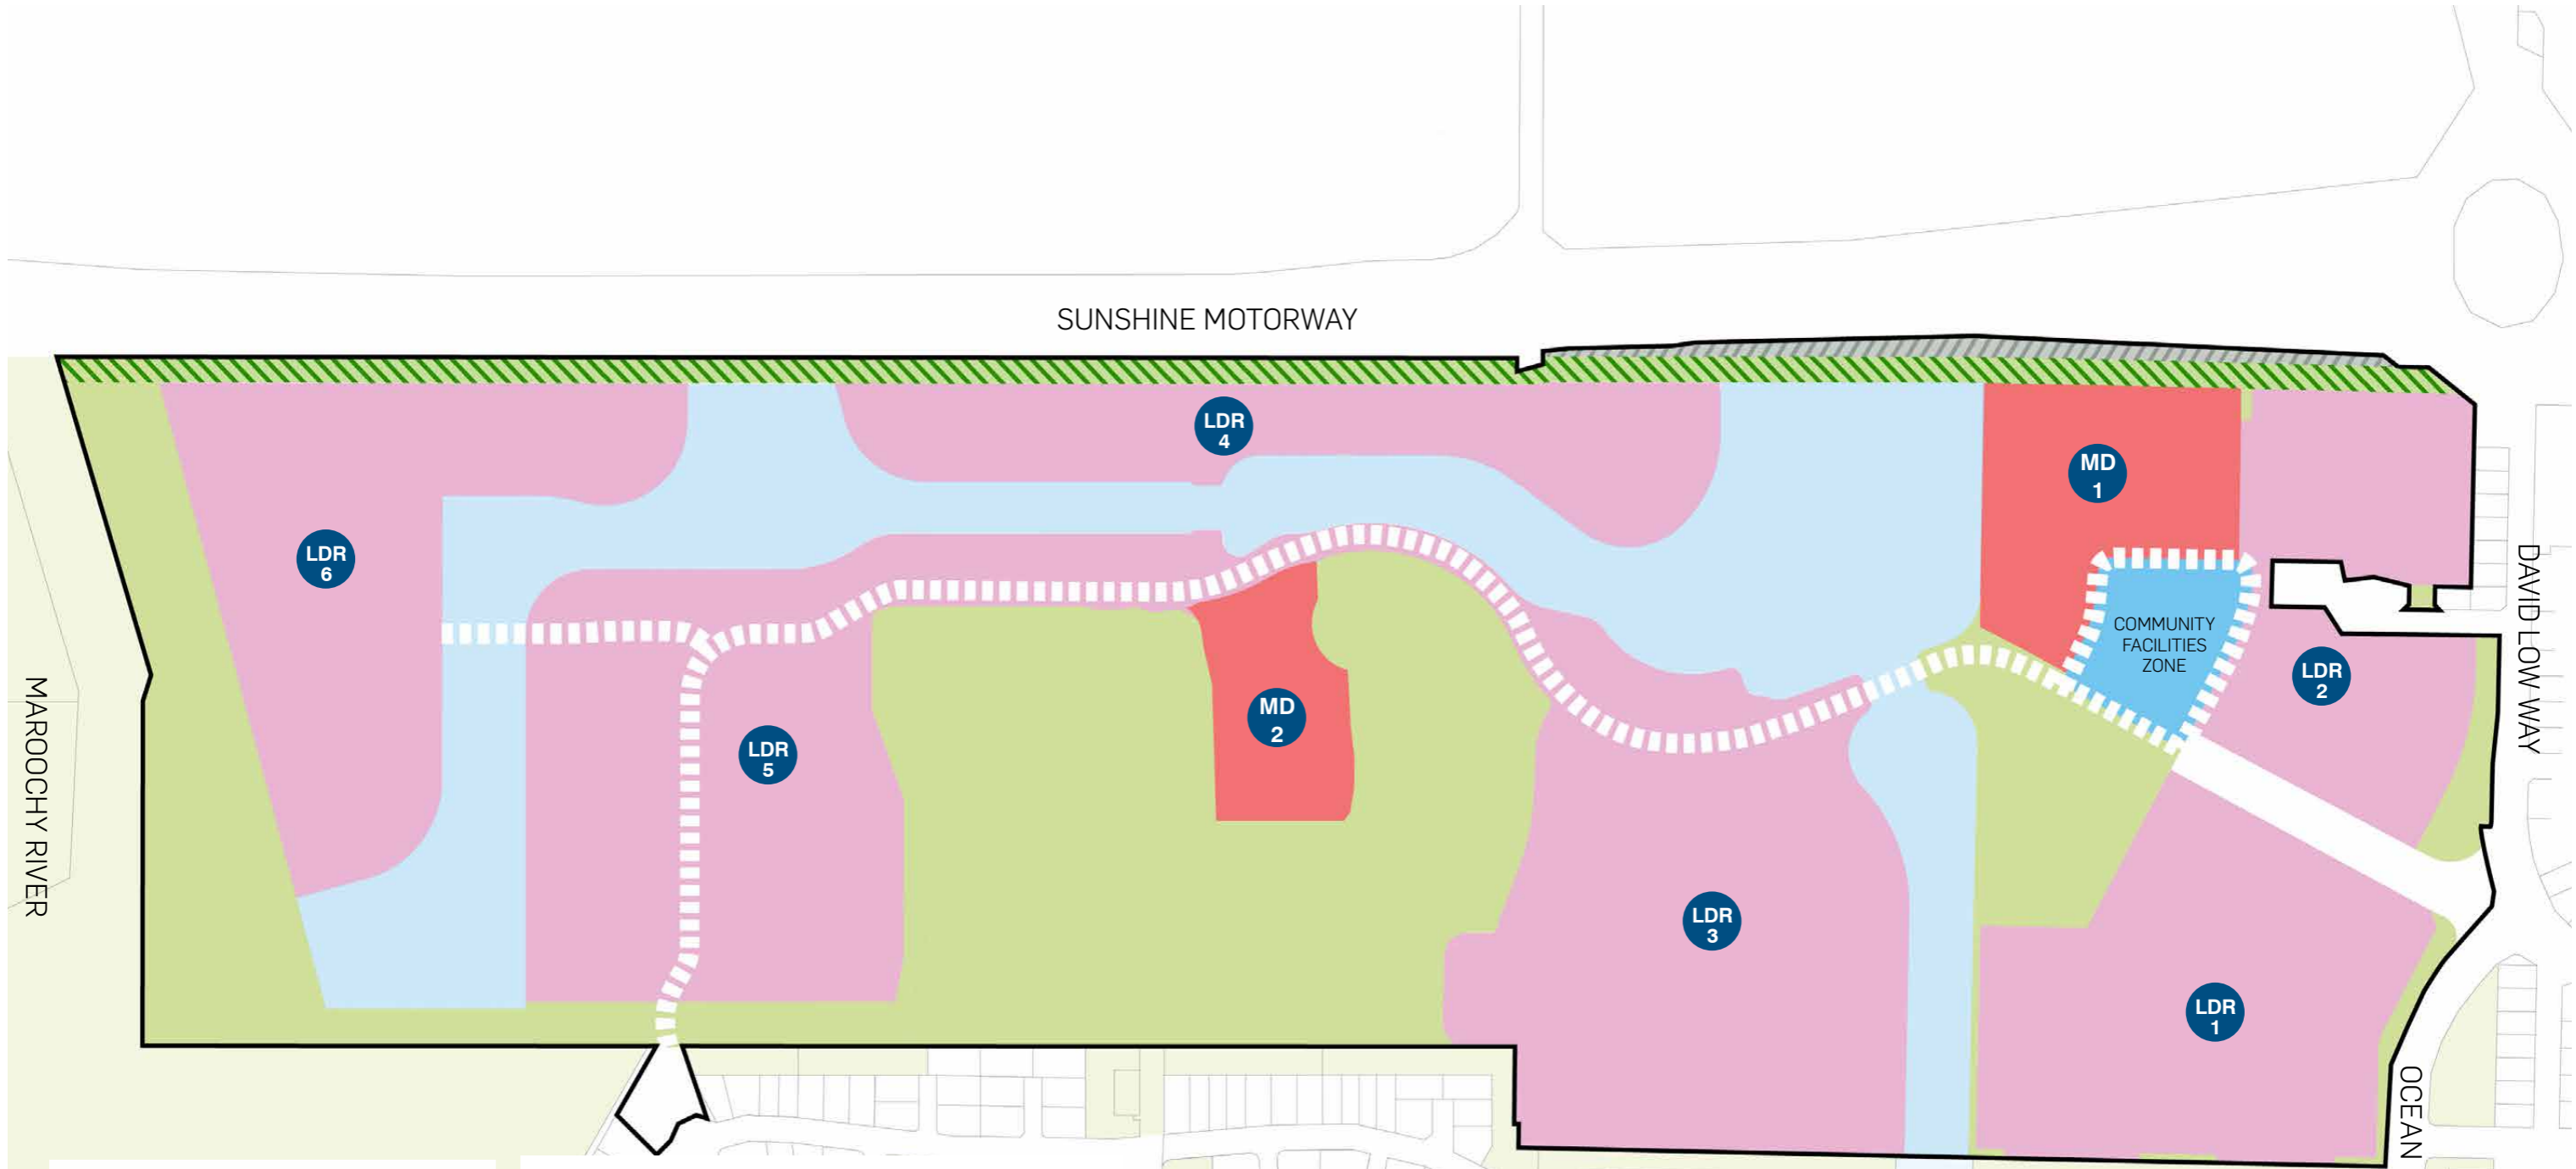 SUNSHINE MOTORWAY
LDR
4
MD
1
LDR
6
COMMUNITY
FACILITIES
ZONE
LDR
2
DAVID LOW WAY
MD
2
LDR
5
MAROOCHY RIVER
LDR
3
LDR
1
OCEAN